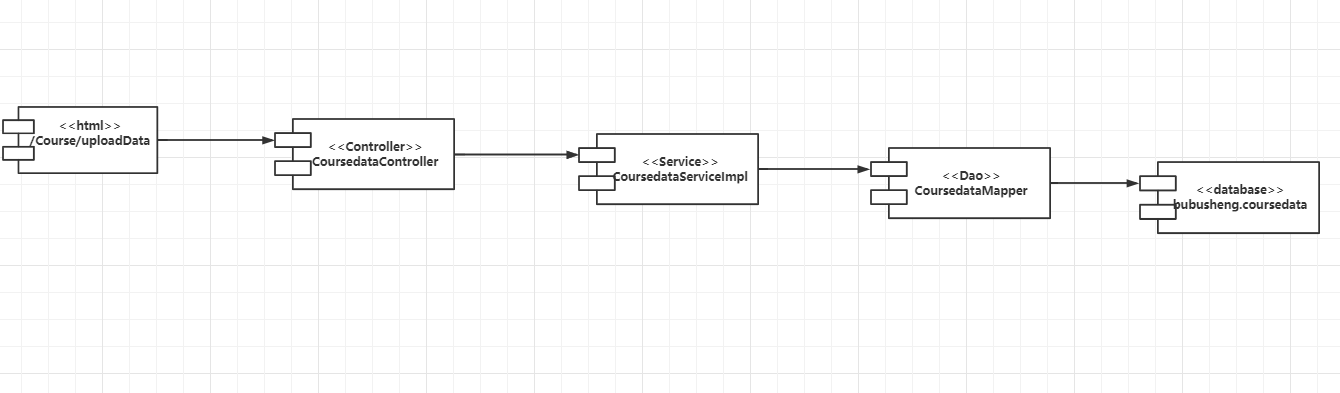 <<html>>
/Course/uploadData
<<Controller>>
CoursedataController
<<Service>>
CoursedataServiceImpl
<<Dao>>
CoursedataMapper
<<database>>
bubusheng.coursedata